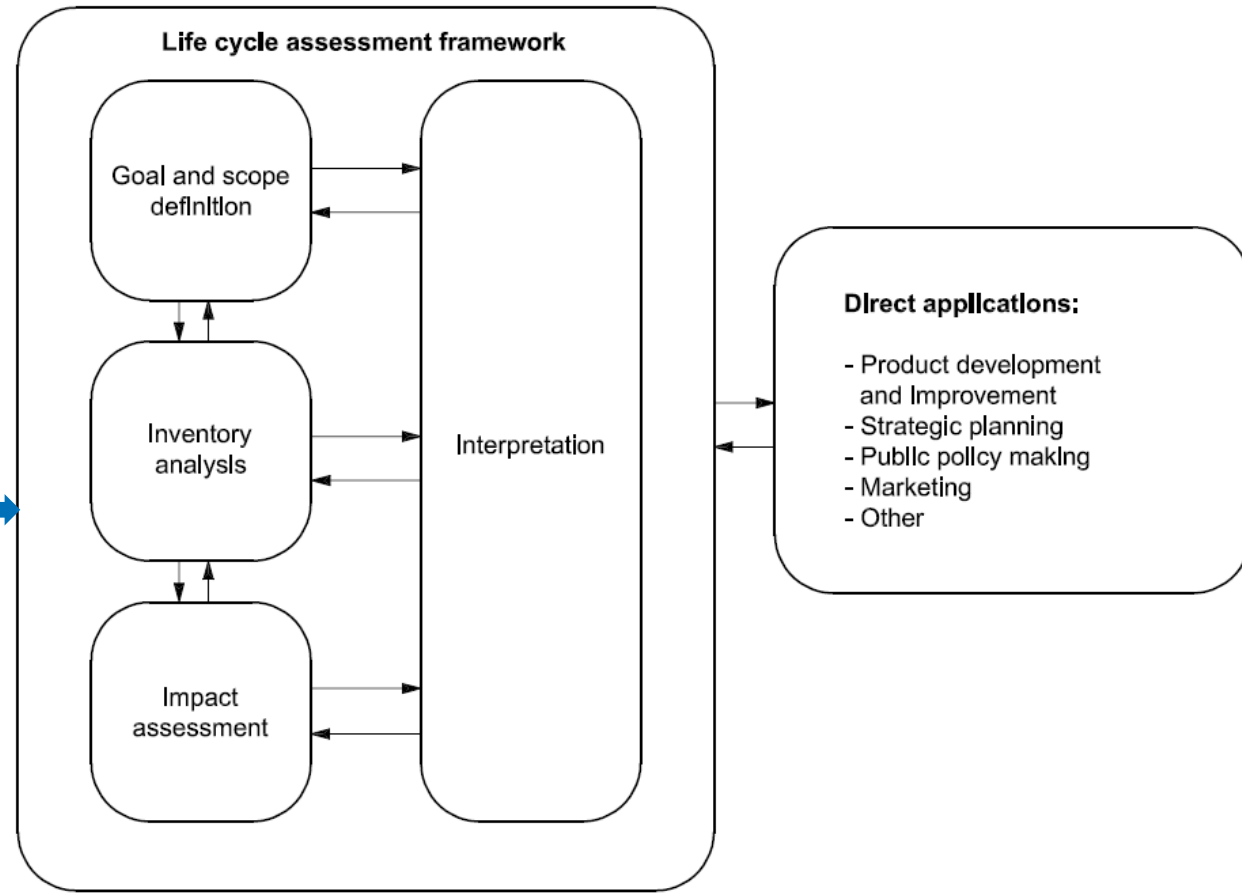 Life cycle assessment framework
Goal and scope
definition
Inventory
analysis
Impact
assessment
Interpretation
Direct applications:
- Product development
and Improvement
- Strategic planning
- Public policy making
- Marketing
- Other